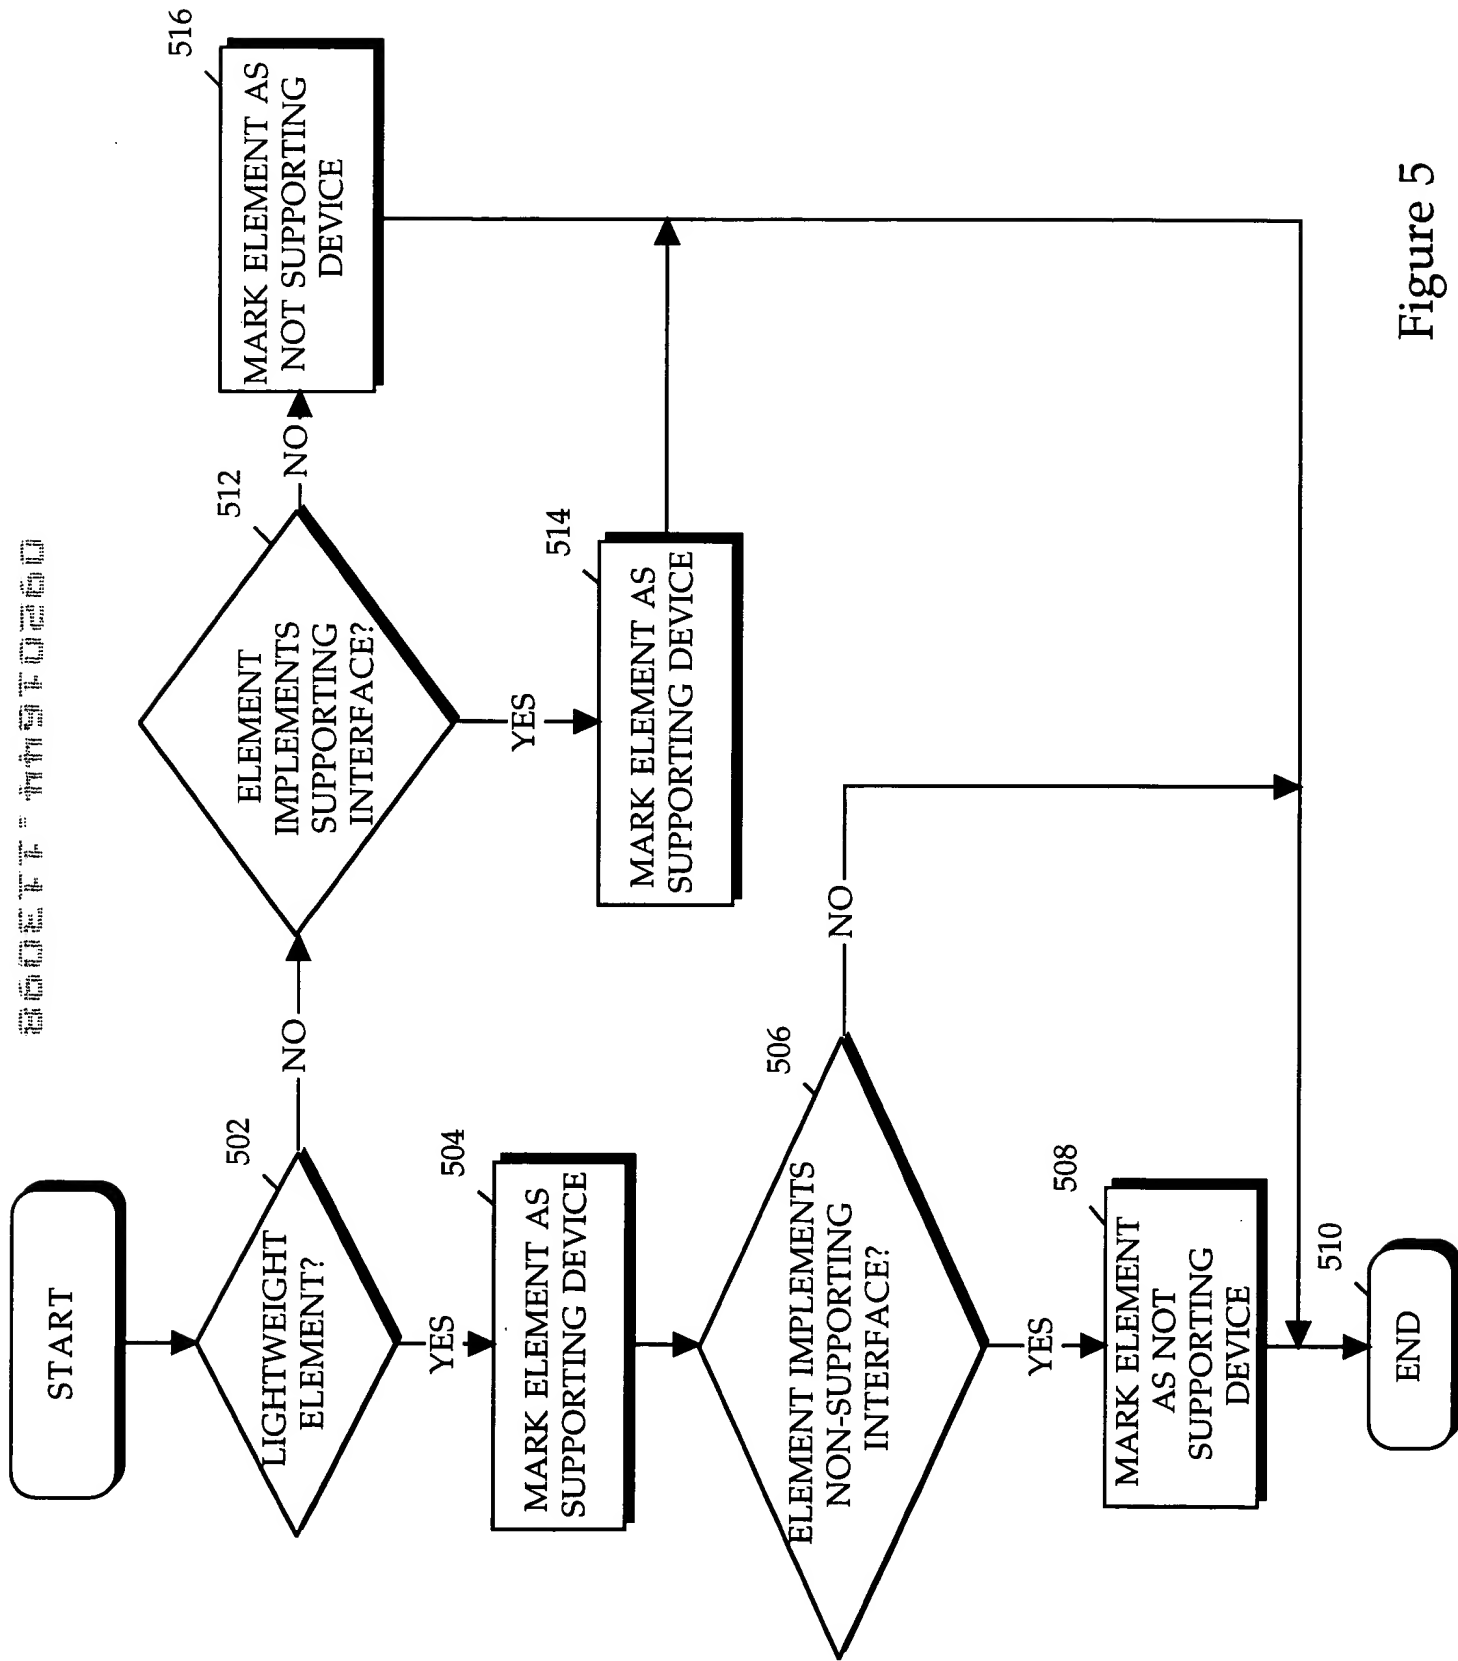 START
502
LIGHTWEIGHT
ELEMENT?
NO
YES
504
MARK ELEMENT AS
SUPPORTING DEVICE
506
ELEMENT IMPLEMENTS
NON-SUPPORTING
INTERFACE?
NO
YES
508
MARK ELEMENT
AS NOT
SUPPORTING
DEVICE
510
END
512
ELEMENT
IMPLEMENTS
SUPPORTING
INTERFACE?
NO
YES
514
MARK ELEMENT AS
SUPPORTING DEVICE
516
MARK ELEMENT AS
NOT SUPPORTING
DEVICE
Figure 5